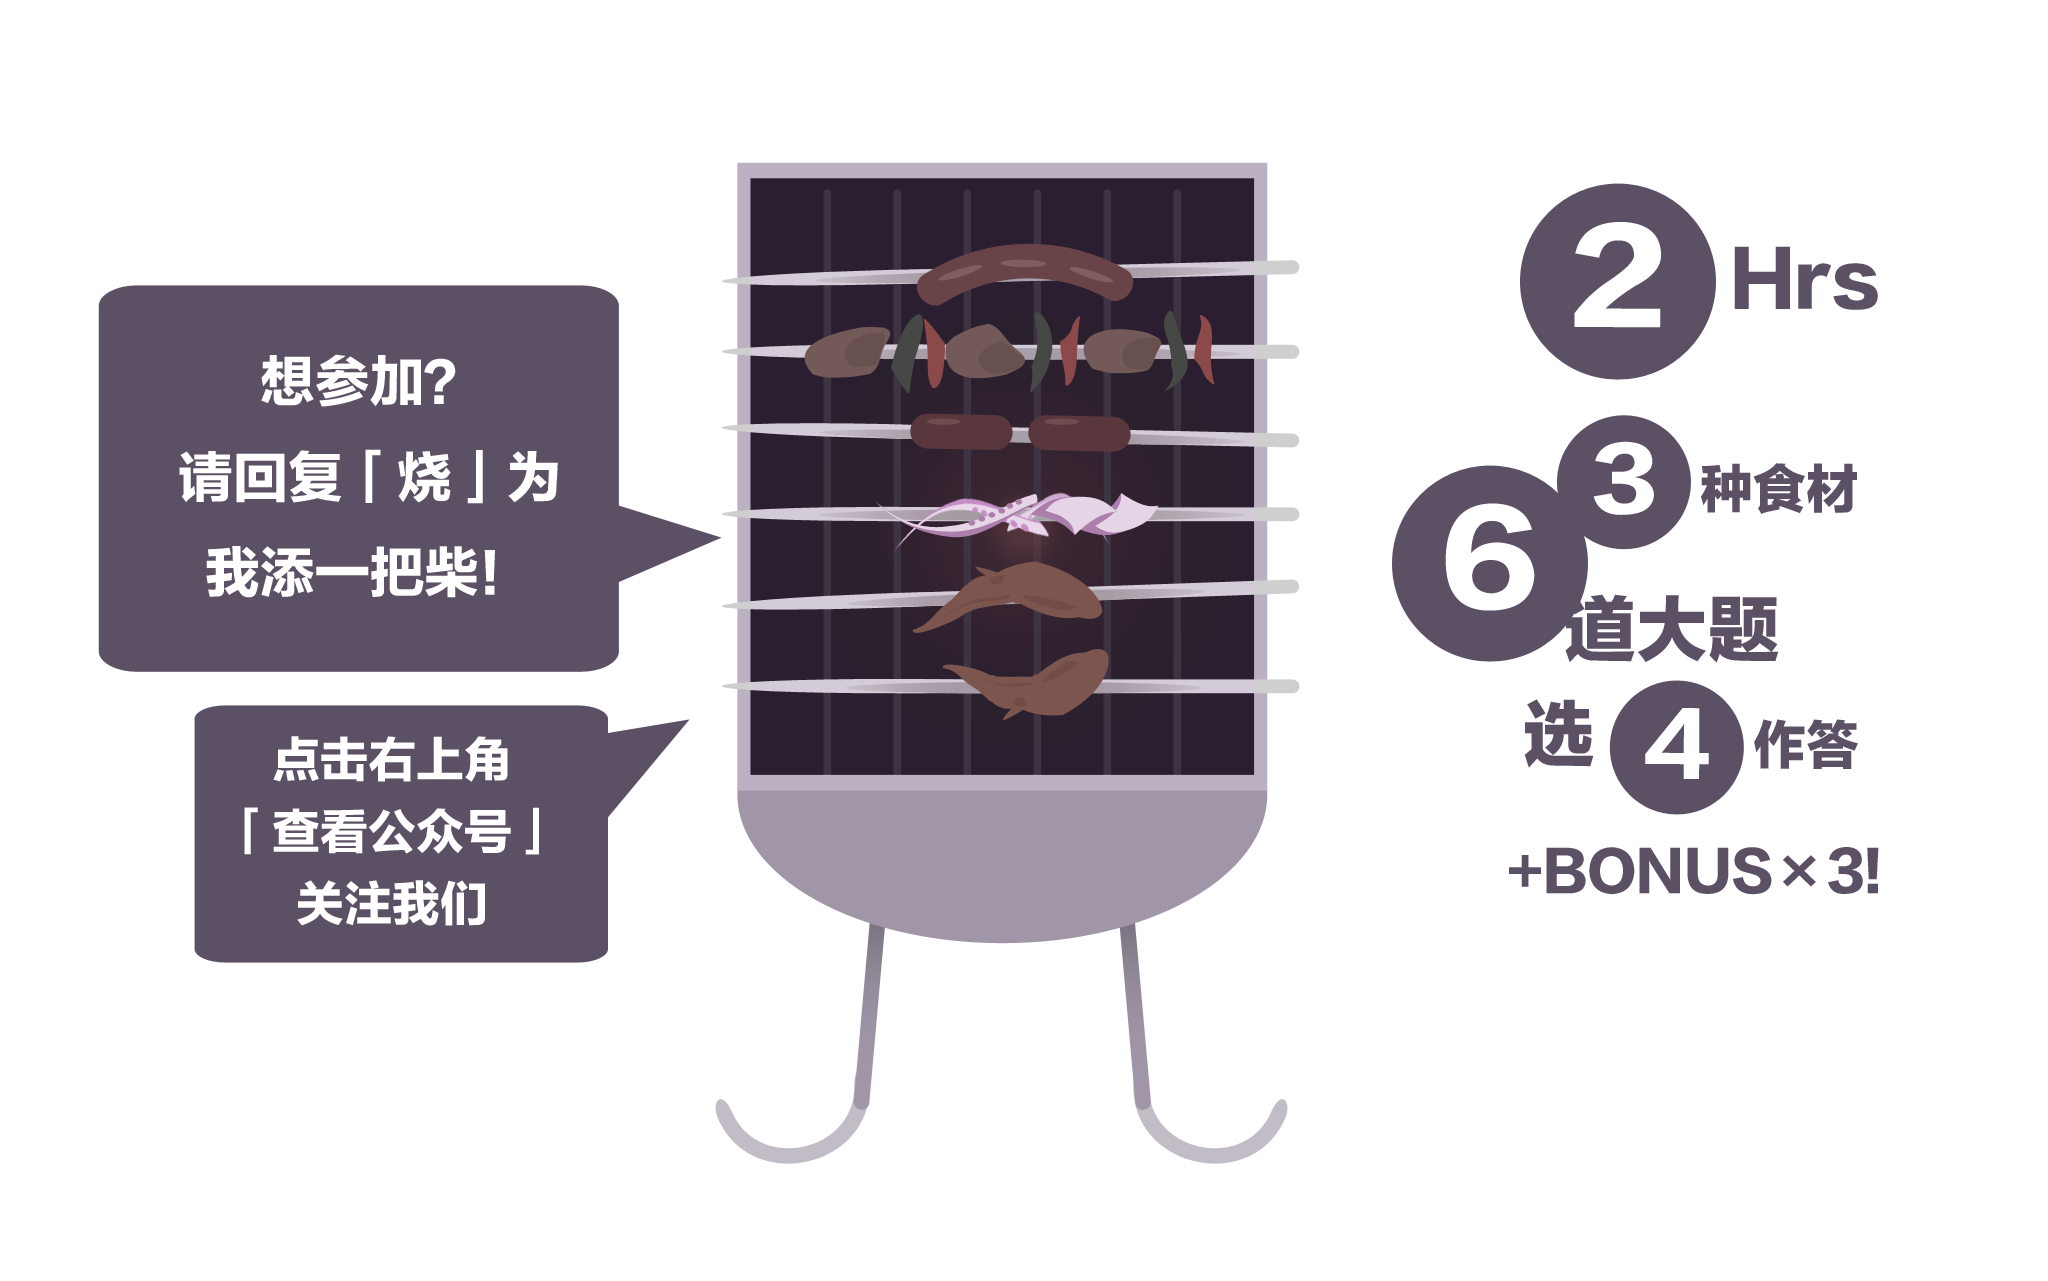 想参加?
请回复「烧」为
我添一把柴!
点击右上角
「查看公众号」
关注我们
2 Hrs
3 种食材
6 道大题
选 4 作答
+BONUS×3!